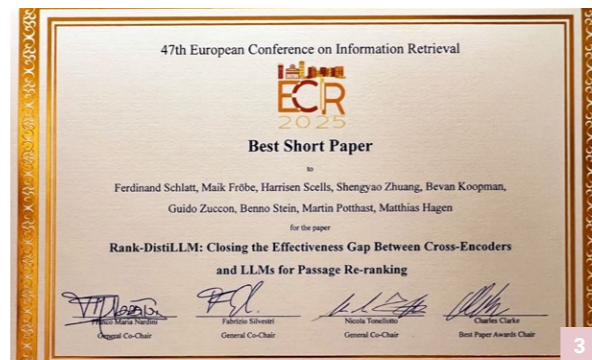 47th European Conference on Information Retrieval
ECIR
2025
Best Short Paper
to
Ferdinand Schlatt, Maik Fröbe, Harrisen Scells, Shengyao Zhuang, Bevan Koopman,
Guido Zuccon, Benno Stein, Martin Potthast, Matthias Hagen
for the paper
Rank-DistiLLM: Closing the Effectiveness Gap Between Cross-Encoders
and LLMs for Passage Re-ranking
Franco Maria Nardini Fabrizio Silvestri Nicola Tonellotto Charles Clarke
General Co-Chair General Co-Chair General Co-Chair Best Paper Awards Chair
3